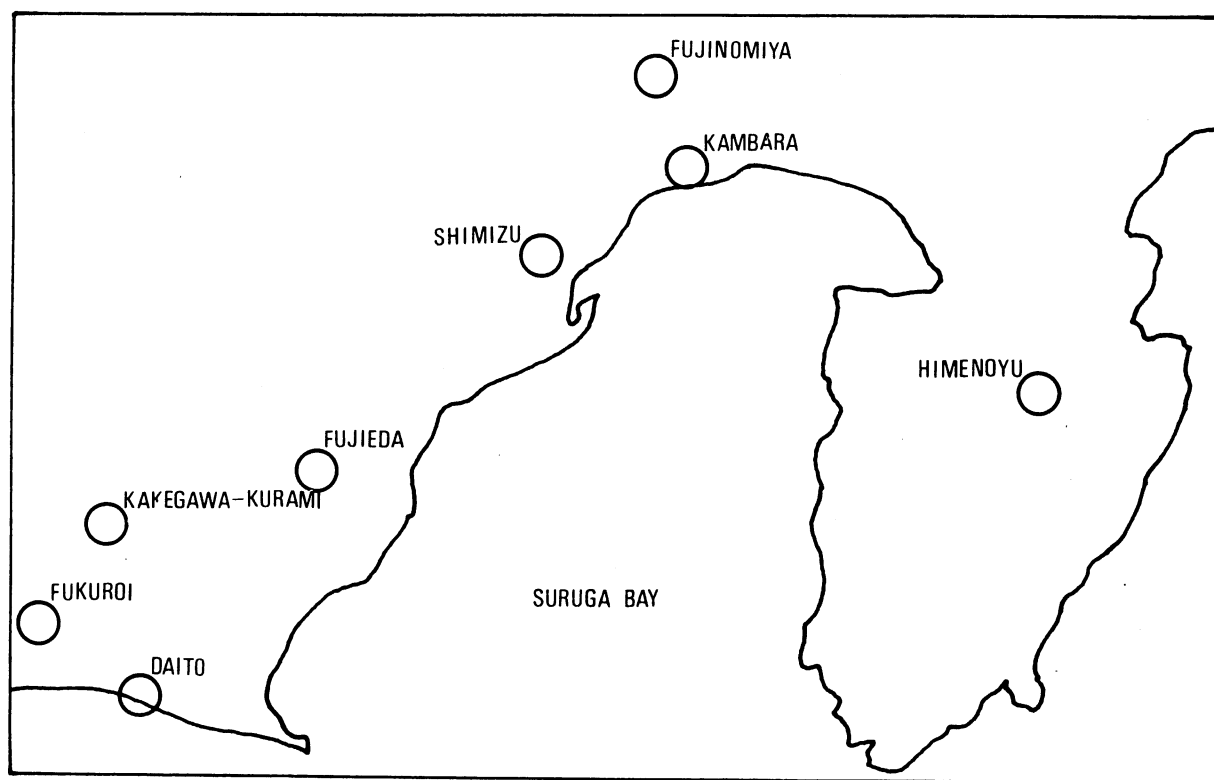 FUJINOMIYA
KAMBARA
SHIMIZU
HIMENOYU
FUJIEDA
KAKEGAWA-KURAMI
FUKUROI
SURUGA BAY
DAITO